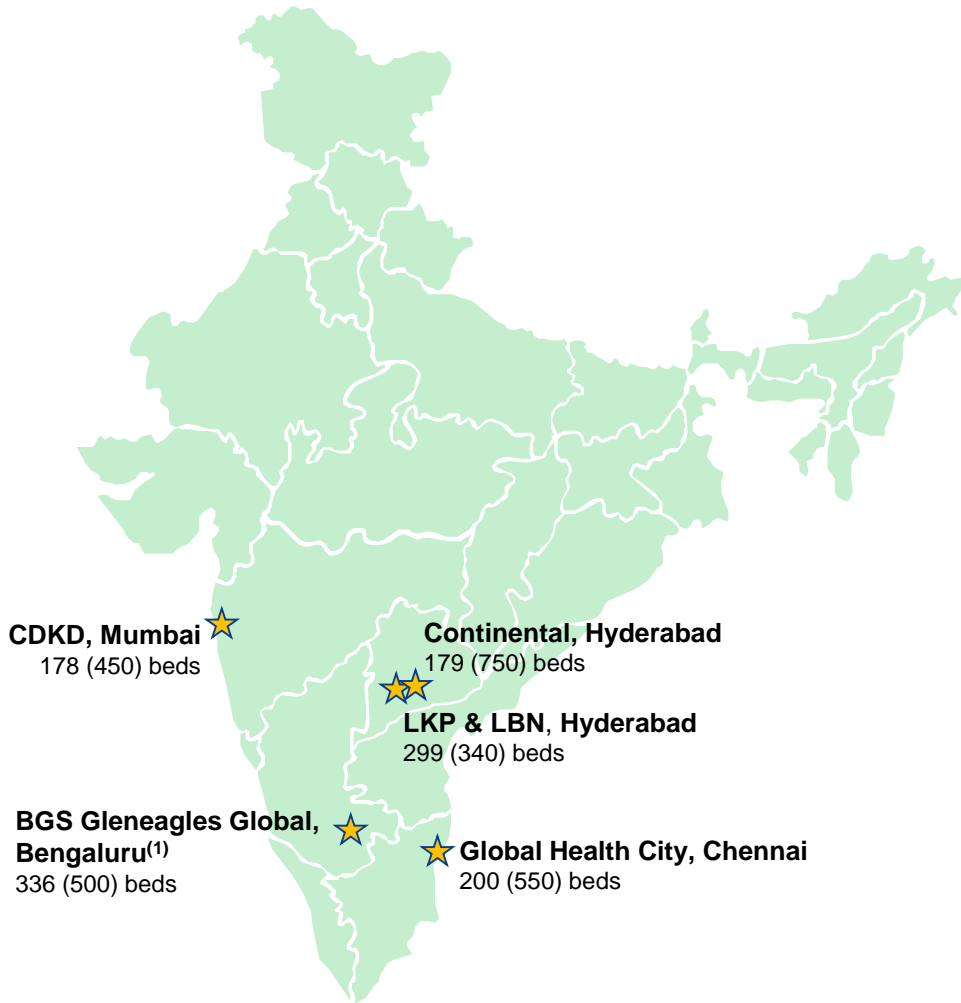 CDKD, Mumbai
178 (450) beds
Continental, Hyderabad
179 (750) beds
LKP & LBN, Hyderabad
299 (340) beds
BGS Gleneagles Global,
Bengaluru(1)
336 (500) beds
Global Health City, Chennai
200 (550) beds